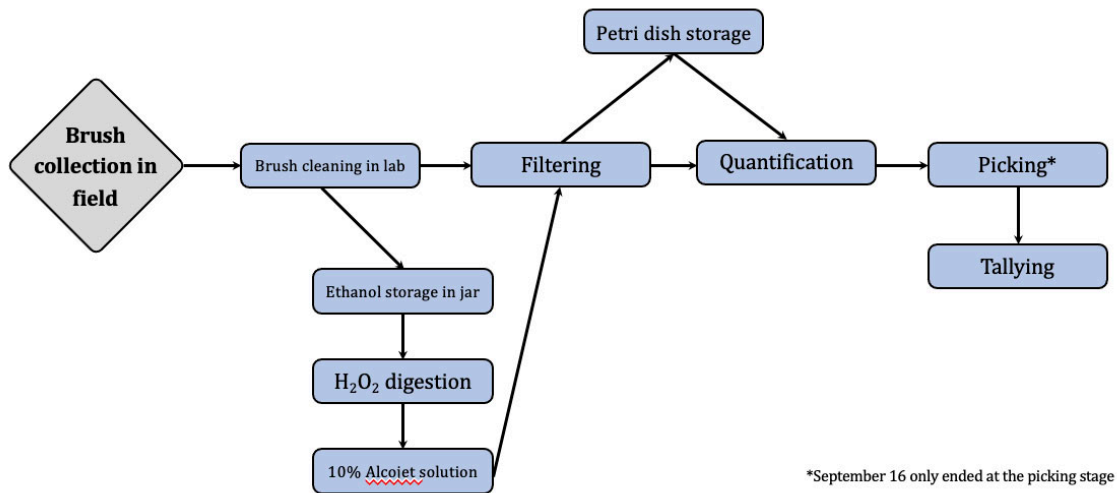 Petri dish storage
Brush
collection in
field
Brush cleaning in lab
Filtering
Quantification
Picking*
Tallying
Ethanol storage in jar
H₂O₂ digestion
10% Alcojet solution
*September 16 only ended at the picking stage